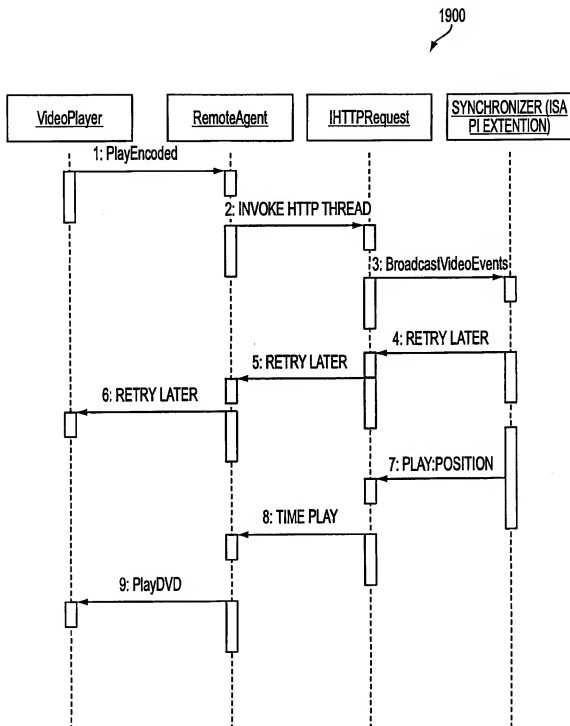 1900
VideoPlayer
RemoteAgent
IHTTPRequest
SYNCHRONIZER (ISA
PI EXTENTION)
1: PlayEncoded
2: INVOKE HTTP THREAD
3: BroadcastVideoEvents
4: RETRY LATER
5: RETRY LATER
6: RETRY LATER
7: PLAY:POSITION
8: TIME PLAY
9: PlayDVD